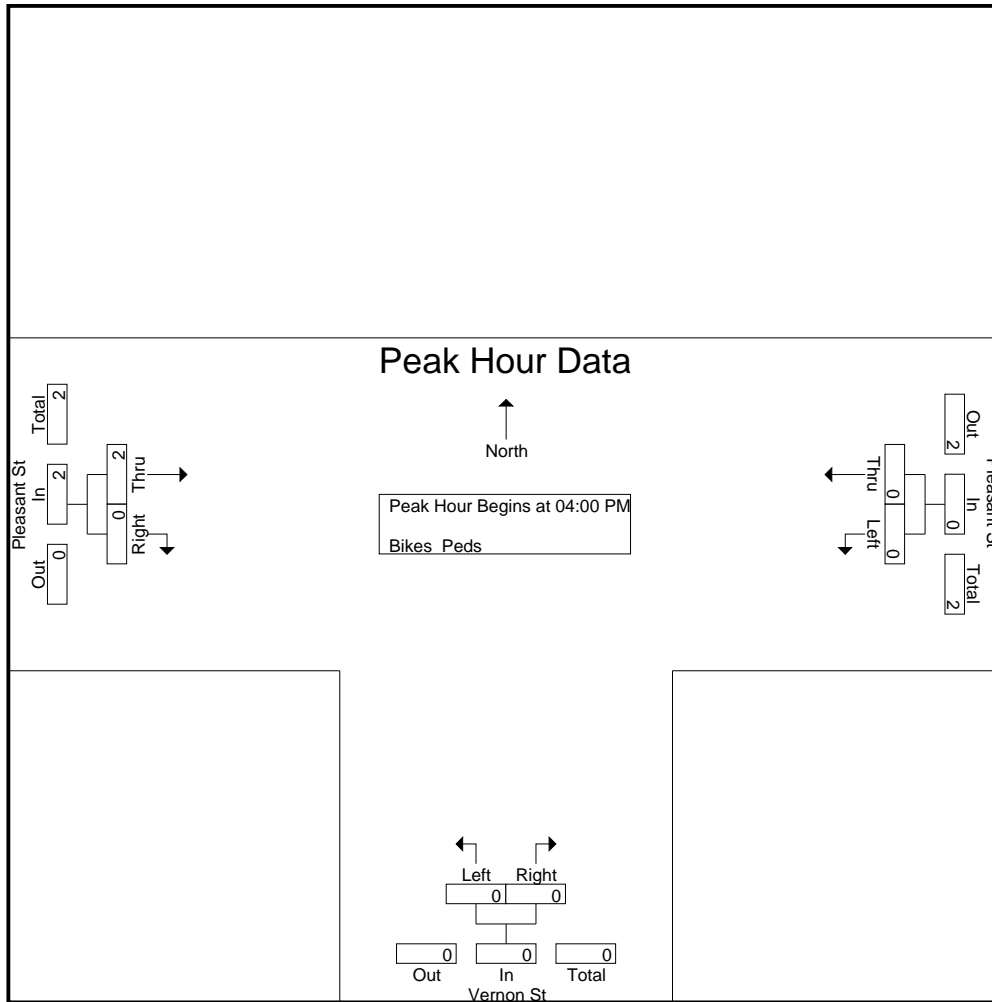 Peak Hour Data
North
Peak Hour Begins at 04:00 PM
Bikes Peds
Pleasant St
Out
0
In
2
Total
2
Right
0
Thru
2
Pleasant St
Out
2
In
0
Total
2
Thru
0
Left
0
Left Right
0 0
0 0 0
Out In Total
Vernon St